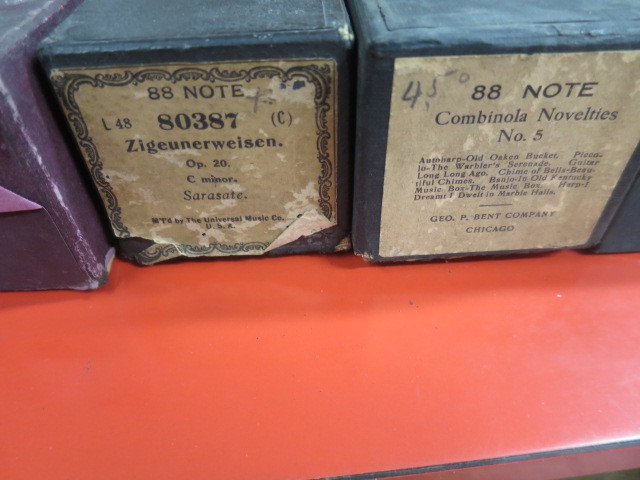 88 NOTE
L 48 80387 (C)
Zigeunerweisen.
Op. 20.
C minor.
Sarasate.
M'f'd by The Universal Music Co.
U. S. A.
4.50
88 NOTE
Combinola Novelties
No. 5
Autoharp-Old Oaken Bucket. Picco-
lo-The Warbler's Serenade. Guitar
Long Long Ago. Chime of Bells-Beau-
tiful Chimes. Banjo-In Old Kentucky
Music Box-The Music Box. Harp-I
Dreamt I Dwelt in Marble Halls.
GEO. P. BENT COMPANY
CHICAGO